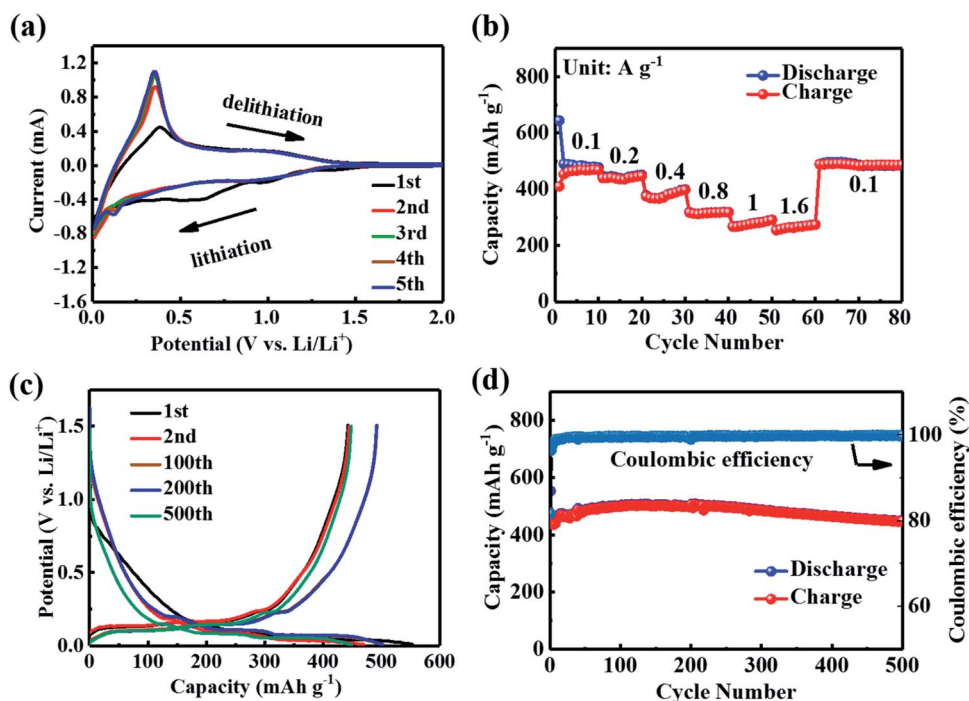 (a)
1.2
0.8
0.4
0.0
-0.4
-0.8
-1.2
-1.6
Current (mA)
delithiation
lithiation
1st
2nd
3rd
4th
5th
0.0 0.5 1.0 1.5 2.0
Potential (V vs. Li/Li⁺)
(b)
800
600
400
200
0
Capacity (mAh g⁻¹)
Unit: A g⁻¹
Discharge
Charge
0.1
0.2
0.4
0.8
1
1.6
0.1
0 10 20 30 40 50 60 70 80
Cycle Number
(c)
1.5
1.0
0.5
0.0
Potential (V vs. Li/Li⁺)
1st
2nd
100th
200th
500th
0 100 200 300 400 500 600
Capacity (mAh g⁻¹)
(d)
800
700
600
500
400
300
200
100
0
Capacity (mAh g⁻¹)
Coulombic efficiency
Discharge
Charge
100
80
60
Coulombic efficiency (%)
0 100 200 300 400 500
Cycle Number